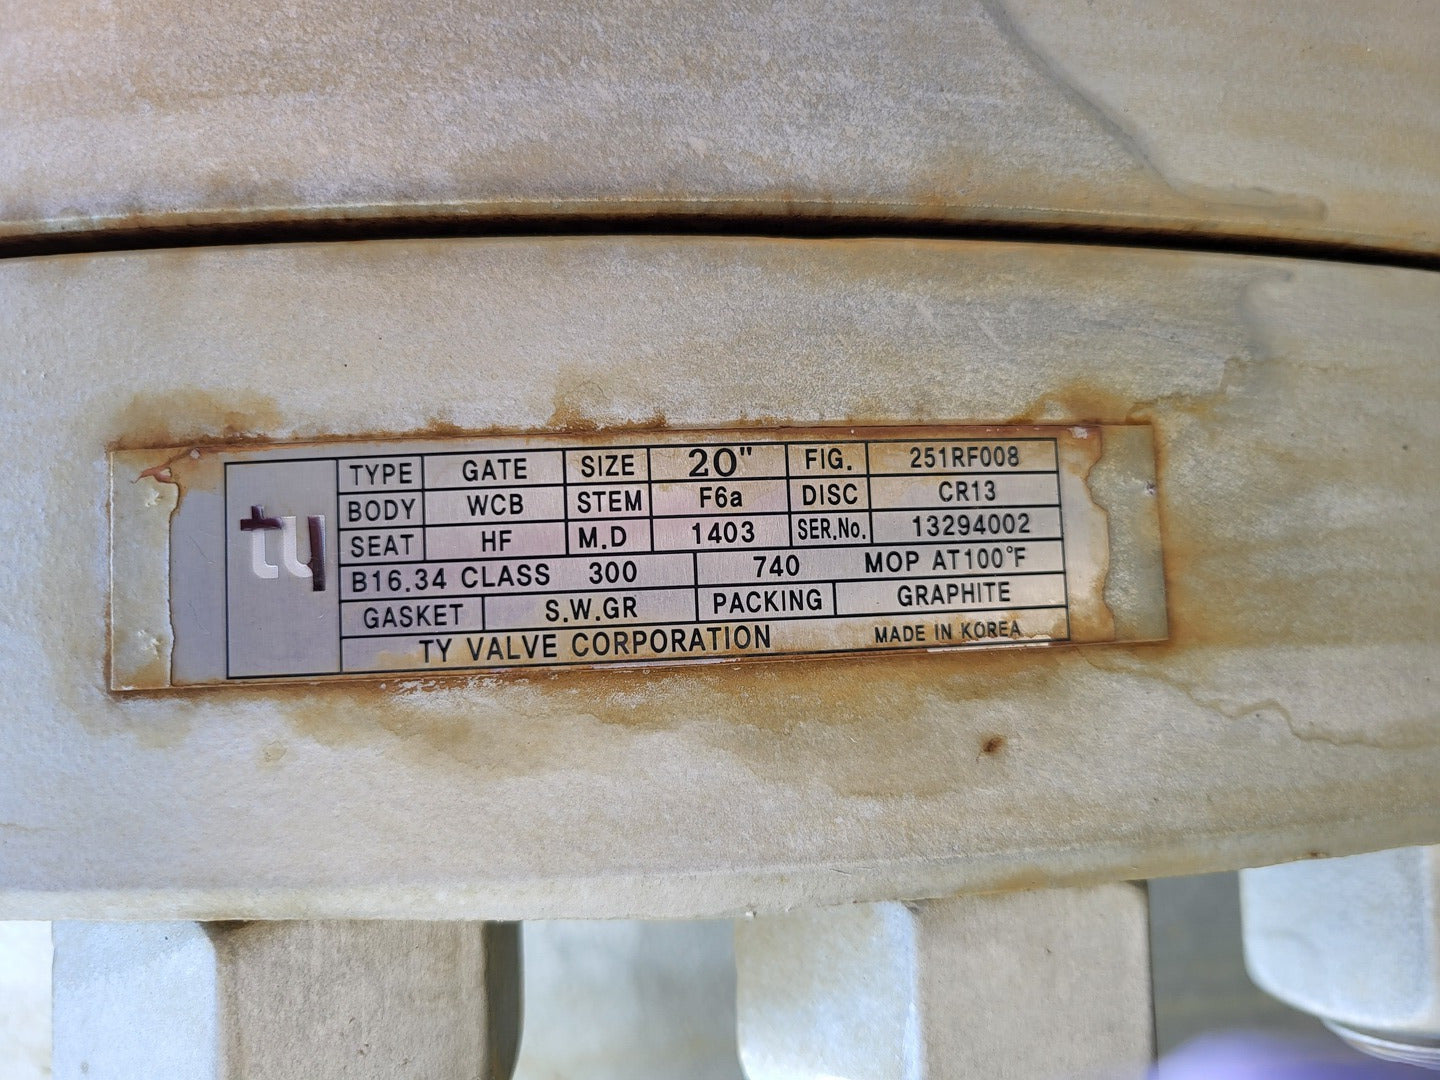 ty
TYPE GATE SIZE 20" FIG. 251RF008
BODY WCB STEM F6a DISC CR13
SEAT HF M.D 1403 SER.No. 13294002
B16.34 CLASS 300 740 MOP AT100°F
GASKET S.W.GR PACKING GRAPHITE
TY VALVE CORPORATION MADE IN KOREA